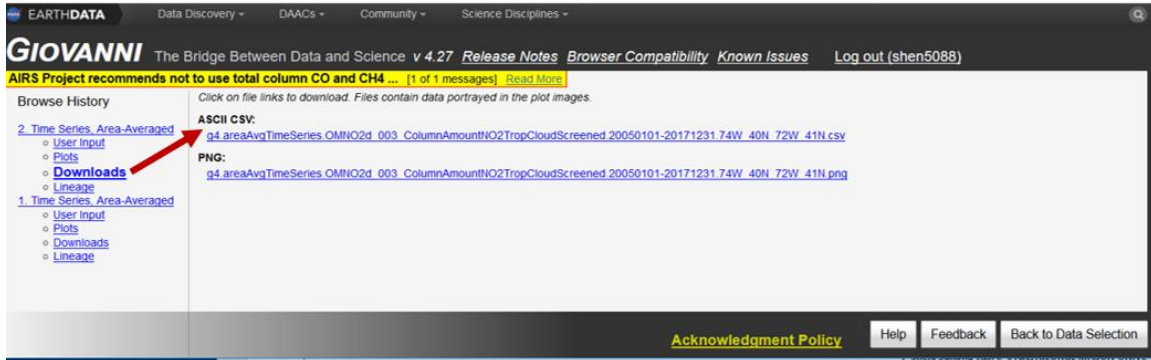 EARTHDATA Data Discovery DAACs Community Science Disciplines
GIOVANNI The Bridge Between Data and Science v 4.27 Release Notes Browser Compatibility Known Issues Log out (shen5088)
AIRS Project recommends not to use total column CO and CH4 ... [1 of 1 messages] Read More
Browse History
2. Time Series, Area-Averaged
User Input
Plots
Downloads
Lineage
1. Time Series, Area-Averaged
User Input
Plots
Downloads
Lineage
Click on file links to download. Files contain data portrayed in the plot images.
ASCII CSV:
g4.areaAvgTimeSeries.OMNO2d_003_ColumnAmountNO2TropCloudScreened.20050101-20171231.74W_40N_72W_41N.csv
PNG:
g4.areaAvgTimeSeries.OMNO2d_003_ColumnAmountNO2TropCloudScreened.20050101-20171231.74W_40N_72W_41N.png
Acknowledgment Policy Help Feedback Back to Data Selection